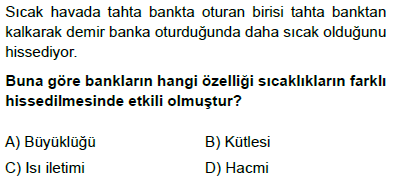 Sıcak havada tahta bankta oturan birisi tahta banktan
kalkarak demir banka oturduğunda daha sıcak olduğunu
hissediyor.
Buna göre bankların hangi özelliği sıcaklıkların farklı
hissedilmesinde etkili olmuştur?
A) Büyüklüğü B) Kütlesi
C) Isı iletimi D) Hacmi